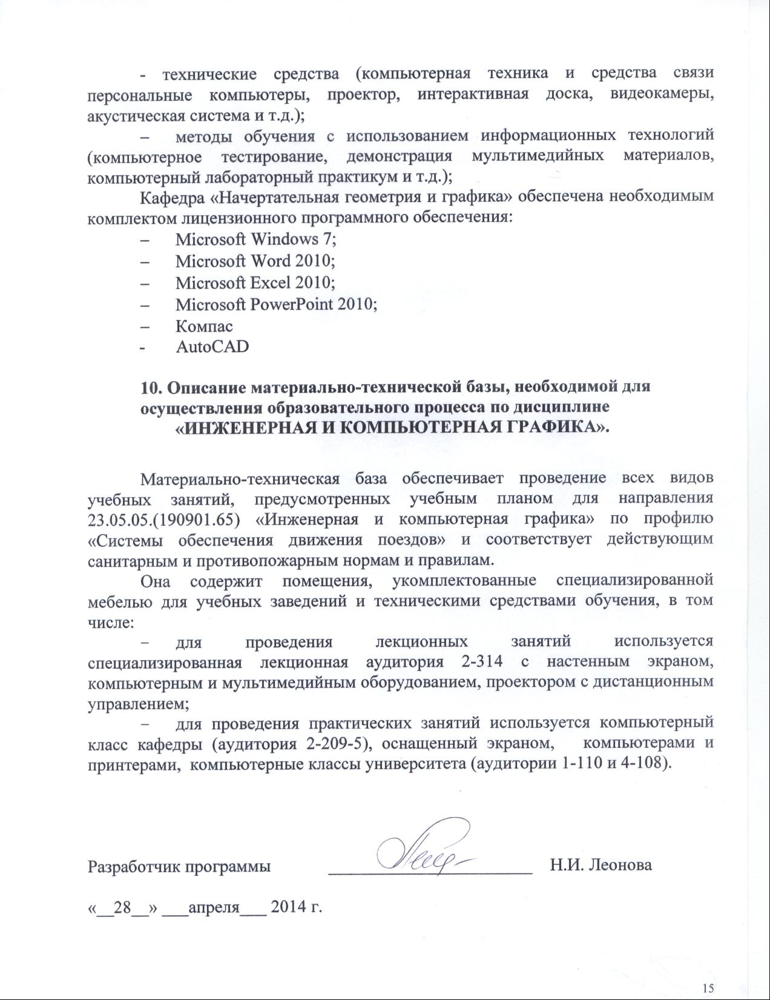 - технические средства (компьютерная техника и средства связи
персональные компьютеры, проектор, интерактивная доска, видеокамеры,
акустическая система и т.д.);
– методы обучения с использованием информационных технологий
(компьютерное тестирование, демонстрация мультимедийных материалов,
компьютерный лабораторный практикум и т.д.);
Кафедра «Начертательная геометрия и графика» обеспечена необходимым
комплектом лицензионного программного обеспечения:
– Microsoft Windows 7;
– Microsoft Word 2010;
– Microsoft Excel 2010;
– Microsoft PowerPoint 2010;
– Компас
- AutoCAD
10. Описание материально-технической базы, необходимой для
осуществления образовательного процесса по дисциплине
«ИНЖЕНЕРНАЯ И КОМПЬЮТЕРНАЯ ГРАФИКА».
Материально-техническая база обеспечивает проведение всех видов
учебных занятий, предусмотренных учебным планом для направления
23.05.05.(190901.65) «Инженерная и компьютерная графика» по профилю
«Системы обеспечения движения поездов» и соответствует действующим
санитарным и противопожарным нормам и правилам.
Она содержит помещения, укомплектованные специализированной
мебелью для учебных заведений и техническими средствами обучения, в том
числе:
– для проведения лекционных занятий используется
специализированная лекционная аудитория 2-314 с настенным экраном,
компьютерным и мультимедийным оборудованием, проектором с дистанционным
управлением;
– для проведения практических занятий используется компьютерный
класс кафедры (аудитория 2-209-5), оснащенный экраном, компьютерами и
принтерами, компьютерные классы университета (аудитории 1-110 и 4-108).
Разработчик программы ________________________ Н.И. Леонова
«__28__» ___апреля___ 2014 г.
15